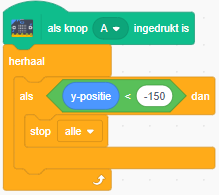 als knop A ingedrukt is
herhaal
als y-positie < -150 dan
stop alle